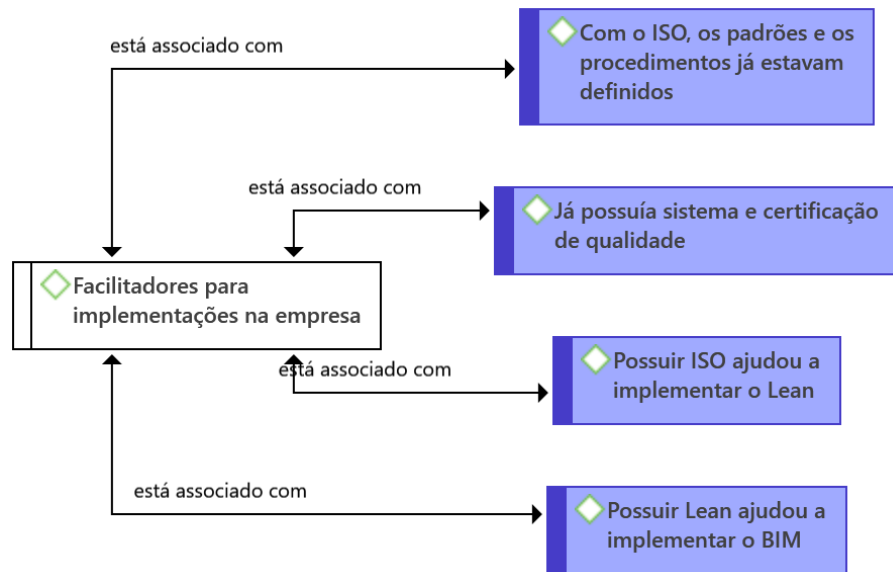 está associado com
Com o ISO, os padrões e os
procedimentos já estavam
definidos
está associado com
Já possuía sistema e certificação
de qualidade
Facilitadores para
implementações na empresa
está associado com
Possuir ISO ajudou a
implementar o Lean
está associado com
Possuir Lean ajudou a
implementar o BIM